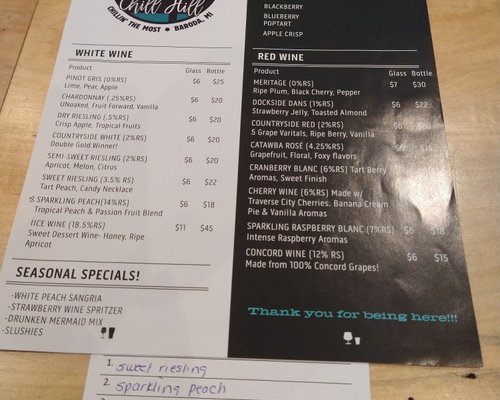 Chill Hill
CHILLIN' THE MOST • BARODA, MI
WHITE WINE
Product Glass Bottle
PINOT GRIS (0%RS) $6 $25
Lime, Pear, Apple
CHARDONNAY (.25%RS) $6 $20
UNoaked, Fruit Forward, Vanilla
DRY RIESLING (.5%RS) $6 $20
Crisp Apple, Tropical Fruits
COUNTRYSIDE WHITE (2%RS) $6 $20
Double Gold Winner!
SEMI-SWEET RIESLING (2%RS) $6 $20
Apricot, Melon, Citrus
SWEET RIESLING (3.5% RS) $6 $22
Tart Peach, Candy Necklace
SPARKLING PEACH(14%RS) $6 $18
Tropical Peach & Passion Fruit Blend
IICE WINE (18.5%RS) $11 $45
Sweet Dessert Wine- Honey, Ripe
Apricot
SEASONAL SPECIALS!
-WHITE PEACH SANGRIA
-STRAWBERRY WINE SPRITZER
-DRUNKEN MERMAID MIX
-SLUSHIES
BLACKBERRY
BLUEBERRY
POPTART
APPLE CRISP
RED WINE
Product Glass Bottle
MERITAGE (0%RS) $7 $30
Ripe Plum, Black Cherry, Pepper
DOCKSIDE DANS (1%RS) $6 $22
Strawberry Jelly, Toasted Almond
COUNTRYSIDE RED (2%RS) $6 $20
5 Grape Varitals, Ripe Berry, Vanilla
CATAWBA ROSÉ (4.25%RS) $6 $16
Grapefruit, Floral, Foxy flavors
CRANBERRY BLANC (6%RS) Tart Berry
Aromas, Sweet Finish
CHERRY WINE (6%RS) Made w/
Traverse City Cherries. Banana Cream
Pie & Vanilla Aromas
SPARKLING RASPBERRY BLANC (7%RS) $6 $18
Intense Raspberry Aromas
CONCORD WINE (12% RS) $6 $15
Made from 100% Concord Grapes!
Thank you for being here!!!
1. sweet riesling
2. sparkling peach